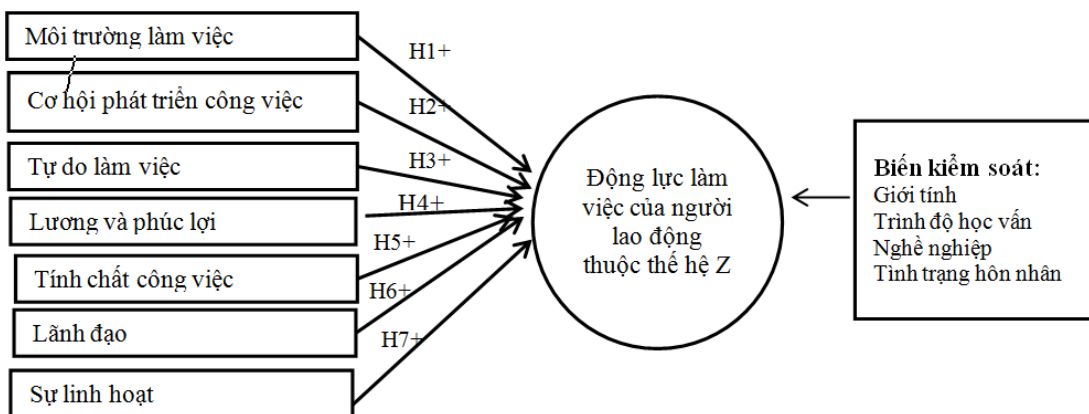 Môi trường làm việc
Cơ hội phát triển công việc
Tự do làm việc
Lương và phúc lợi
Tính chất công việc
Lãnh đạo
Sự linh hoạt
H1+
H2+
H3+
H4+
H5+
H6+
H7+
Động lực làm
việc của người
lao động
thuộc thế hệ Z
Biến kiểm soát:
Giới tính
Trình độ học vấn
Nghề nghiệp
Tình trạng hôn nhân